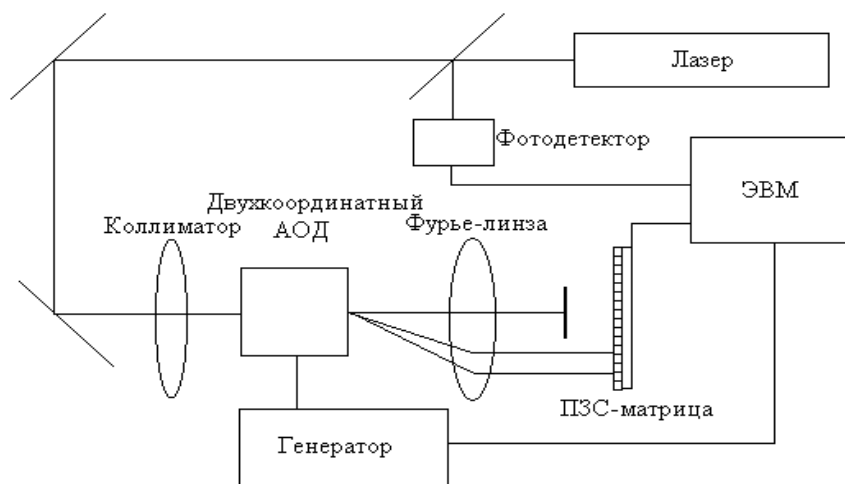 Лазер
Фотодетектор
ЭВМ
Двухкоординатный
АОД
Коллиматор
Фурье-линза
ПЗС-матрица
Генератор